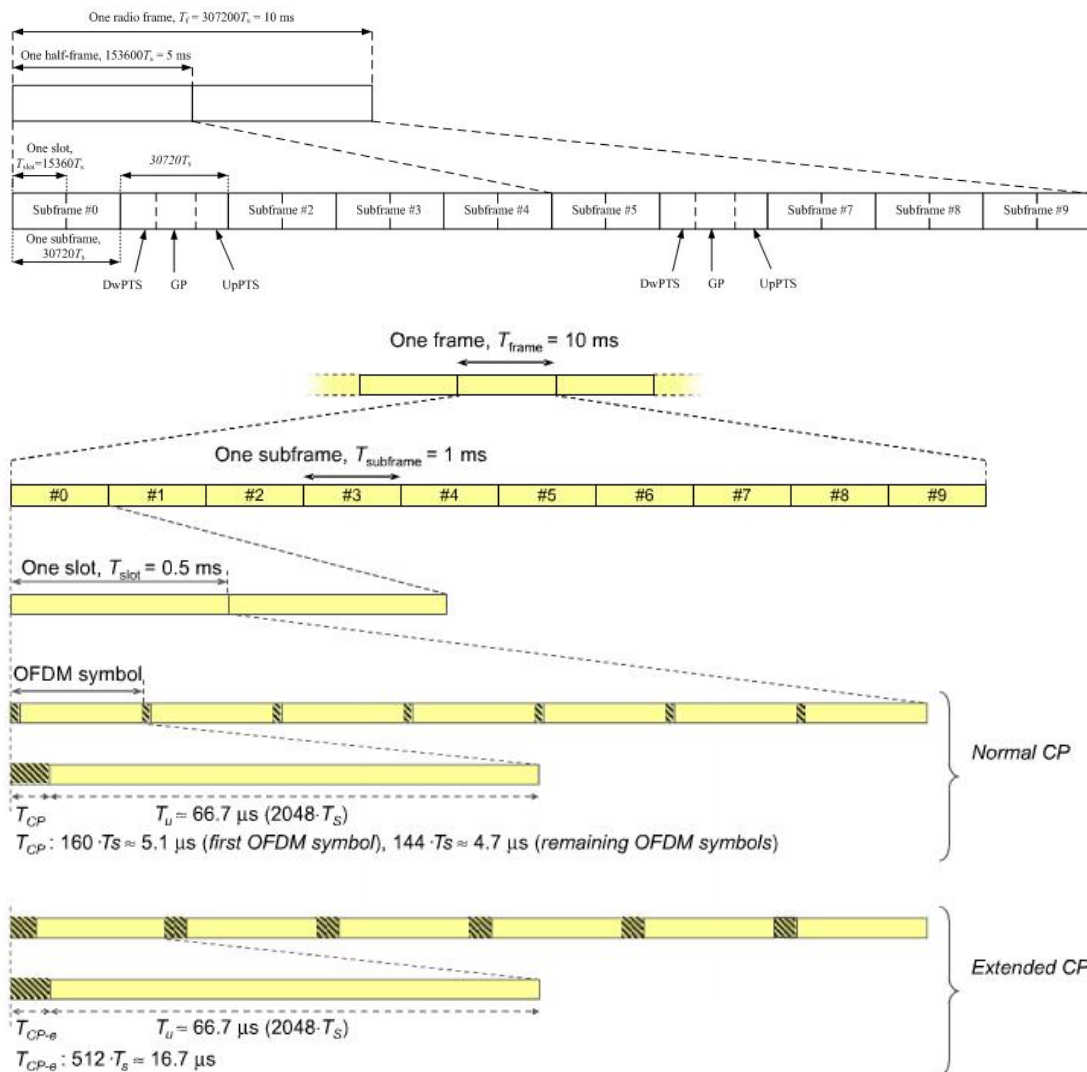 One radio frame, T_f = 307200T_s = 10 ms
One half-frame, 153600T_s = 5 ms
One slot,
T_slot=15360T_s
30720T_s
Subframe #0
Subframe #2
Subframe #3
Subframe #4
Subframe #5
Subframe #7
Subframe #8
Subframe #9
One subframe,
30720T_s
DwPTS
GP
UpPTS
DwPTS
GP
UpPTS
One frame, T_frame = 10 ms
One subframe, T_subframe = 1 ms
#0 #1 #2 #3 #4 #5 #6 #7 #8 #9
One slot, T_slot = 0.5 ms
OFDM symbol
Normal CP
T_CP
T_u ≈ 66.7 µs (2048·T_S)
T_CP : 160 ·Ts ≈ 5.1 µs (first OFDM symbol), 144 ·Ts ≈ 4.7 µs (remaining OFDM symbols)
Extended CP
T_CP-e
T_u ≈ 66.7 µs (2048·T_S)
T_CP-e : 512 ·T_s ≈ 16.7 µs